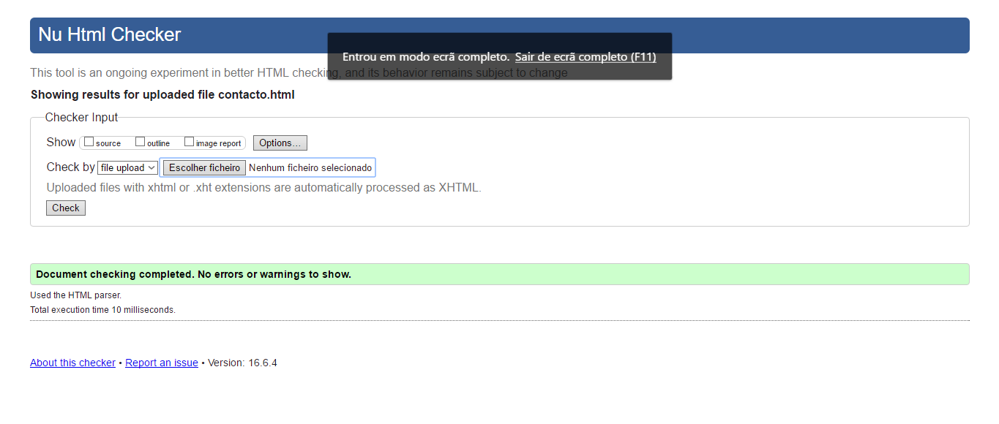 Nu Html Checker
Entrou em modo ecrã completo. Sair de ecrã completo (F11)
This tool is an ongoing experiment in better HTML checking, and its behavior remains subject to change
Showing results for uploaded file contacto.html
Checker Input
Show source outline image report Options...
Check by file upload Escolher ficheiro Nenhum ficheiro selecionado
Uploaded files with xhtml or .xht extensions are automatically processed as XHTML.
Check
Document checking completed. No errors or warnings to show.
Used the HTML parser.
Total execution time 10 milliseconds.
About this checker • Report an issue • Version: 16.6.4